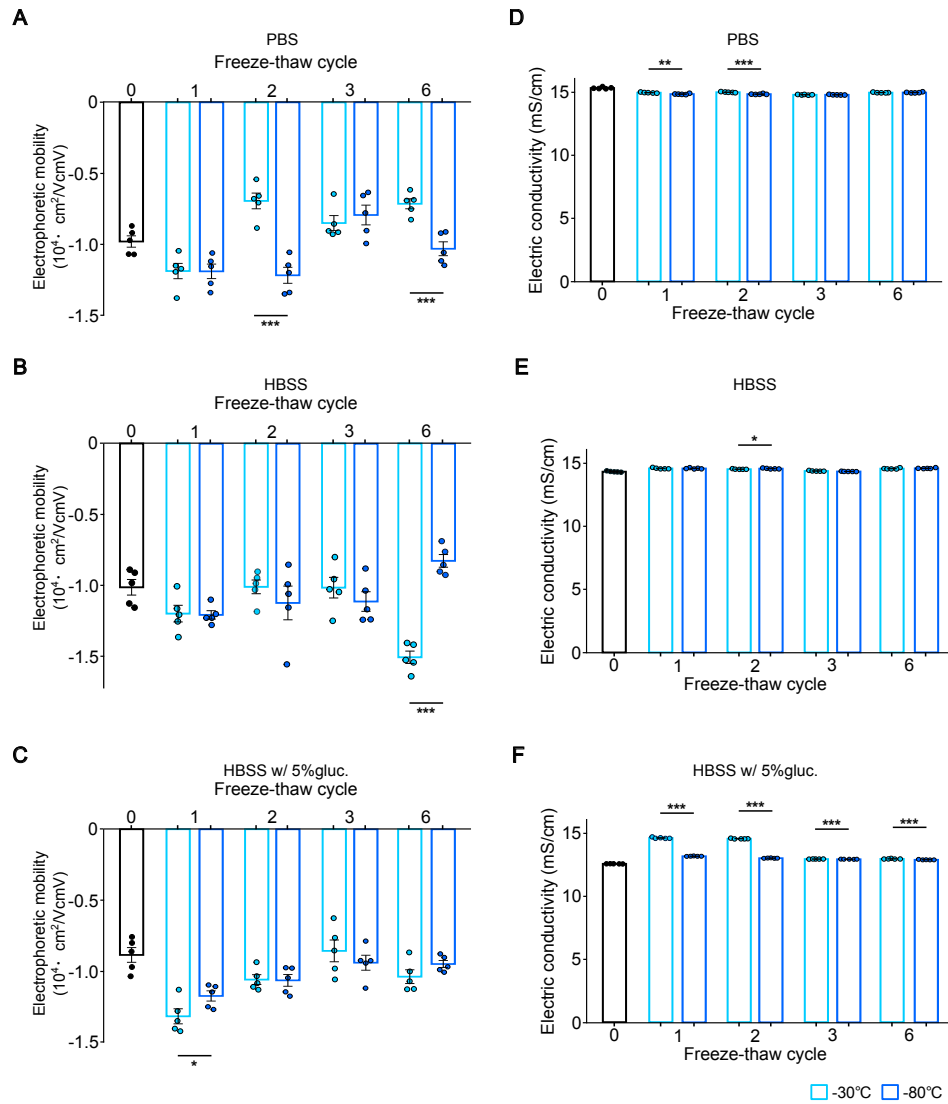 A
PBS
Freeze-thaw cycle
0 1 2 3 6
0
-0.5
-1.0
-1.5
Electrophoretic mobility
(10⁴· cm²/VcmV)
*** ***
B
HBSS
Freeze-thaw cycle
0 1 2 3 6
0
-0.5
-1.0
-1.5
Electrophoretic mobility
(10⁴· cm²/VcmV)
***
C
HBSS w/ 5%gluc.
Freeze-thaw cycle
0 1 2 3 6
0
-0.5
-1.0
-1.5
Electrophoretic mobility
(10⁴· cm²/VcmV)
*
D
PBS
** ***
15
10
5
0
Electric conductivity (mS/cm)
0 1 2 3 6
Freeze-thaw cycle
E
HBSS
*
15
10
5
0
Electric conductivity (mS/cm)
0 1 2 3 6
Freeze-thaw cycle
F
HBSS w/ 5%gluc.
*** *** *** ***
15
10
5
0
Electric conductivity (mS/cm)
0 1 2 3 6
Freeze-thaw cycle
-30℃ -80℃